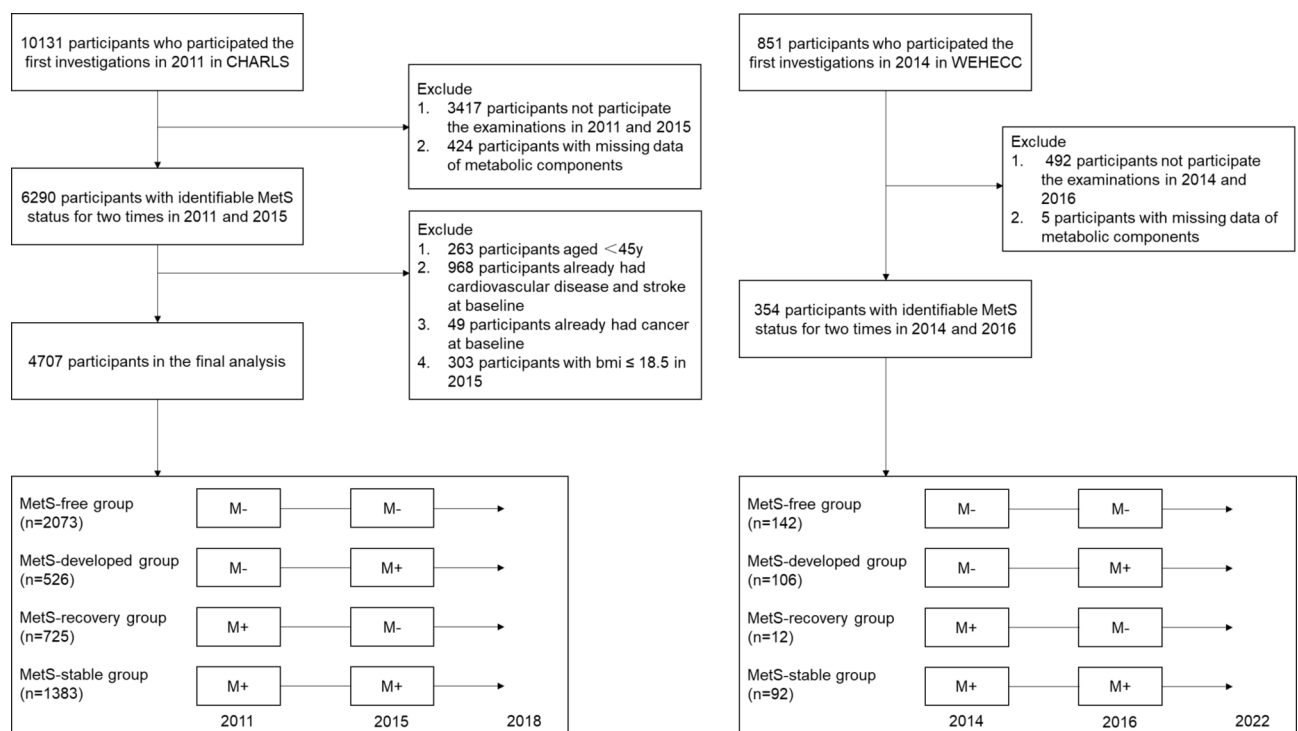 10131 participants who participated the
first investigations in 2011 in CHARLS
Exclude
1. 3417 participants not participate
the examinations in 2011 and 2015
2. 424 participants with missing data
of metabolic components
6290 participants with identifiable MetS
status for two times in 2011 and 2015
Exclude
1. 263 participants aged <45y
2. 968 participants already had
cardiovascular disease and stroke
at baseline
3. 49 participants already had cancer
at baseline
4. 303 participants with bmi ≤ 18.5 in
2015
4707 participants in the final analysis
MetS-free group
(n=2073)
M-
M-
MetS-developed group
(n=526)
M-
M+
MetS-recovery group
(n=725)
M+
M-
MetS-stable group
(n=1383)
M+
M+
2011
2015
2018
851 participants who participated the
first investigations in 2014 in WEHECC
Exclude
1. 492 participants not participate
the examinations in 2014 and
2016
2. 5 participants with missing data of
metabolic components
354 participants with identifiable MetS
status for two times in 2014 and 2016
MetS-free group
(n=142)
M-
M-
MetS-developed group
(n=106)
M-
M+
MetS-recovery group
(n=12)
M+
M-
MetS-stable group
(n=92)
M+
M+
2014
2016
2022